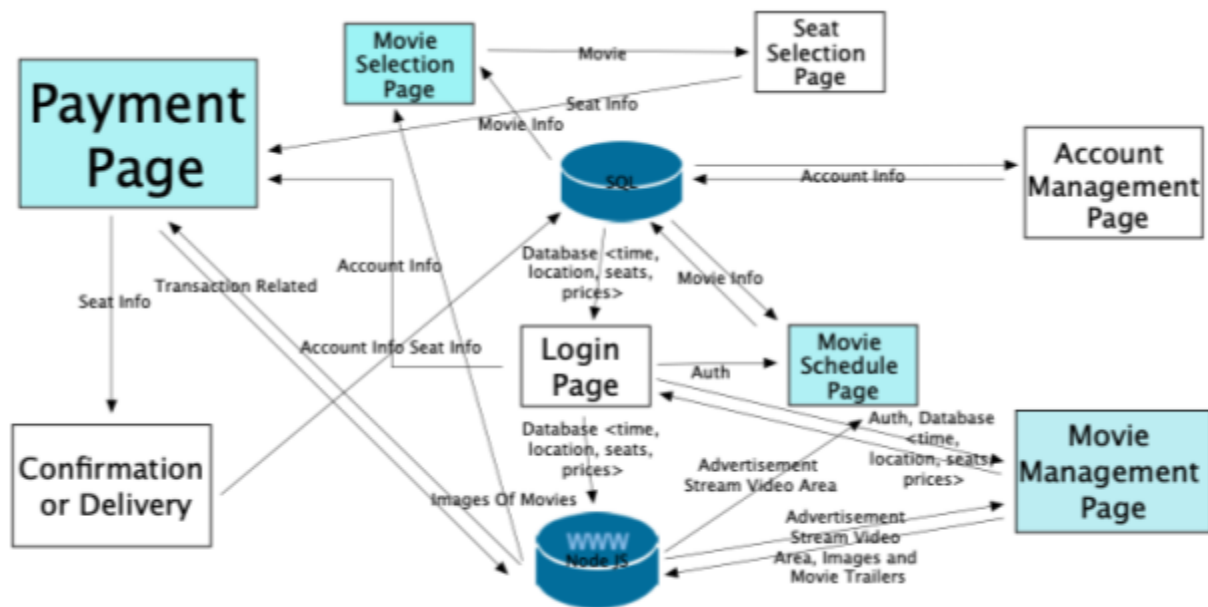 Movie
Selection
Page
Movie
Seat
Selection
Page
Payment
Page
Seat Info
Movie Info
SQL
Account Info
Account
Management
Page
Database <time,
location, seats,
prices>
Movie Info
Account Info
Transaction Related
Seat Info
Account Info Seat Info
Login
Page
Auth
Movie
Schedule
Page
Confirmation
or Delivery
Database <time,
location, seats,
prices>
Auth, Database
<time,
location, seats,
prices>
Movie
Management
Page
Advertisement
Stream Video Area
Images Of Movies
WWW
Node JS
Advertisement
Stream Video
Area, Images and
Movie Trailers